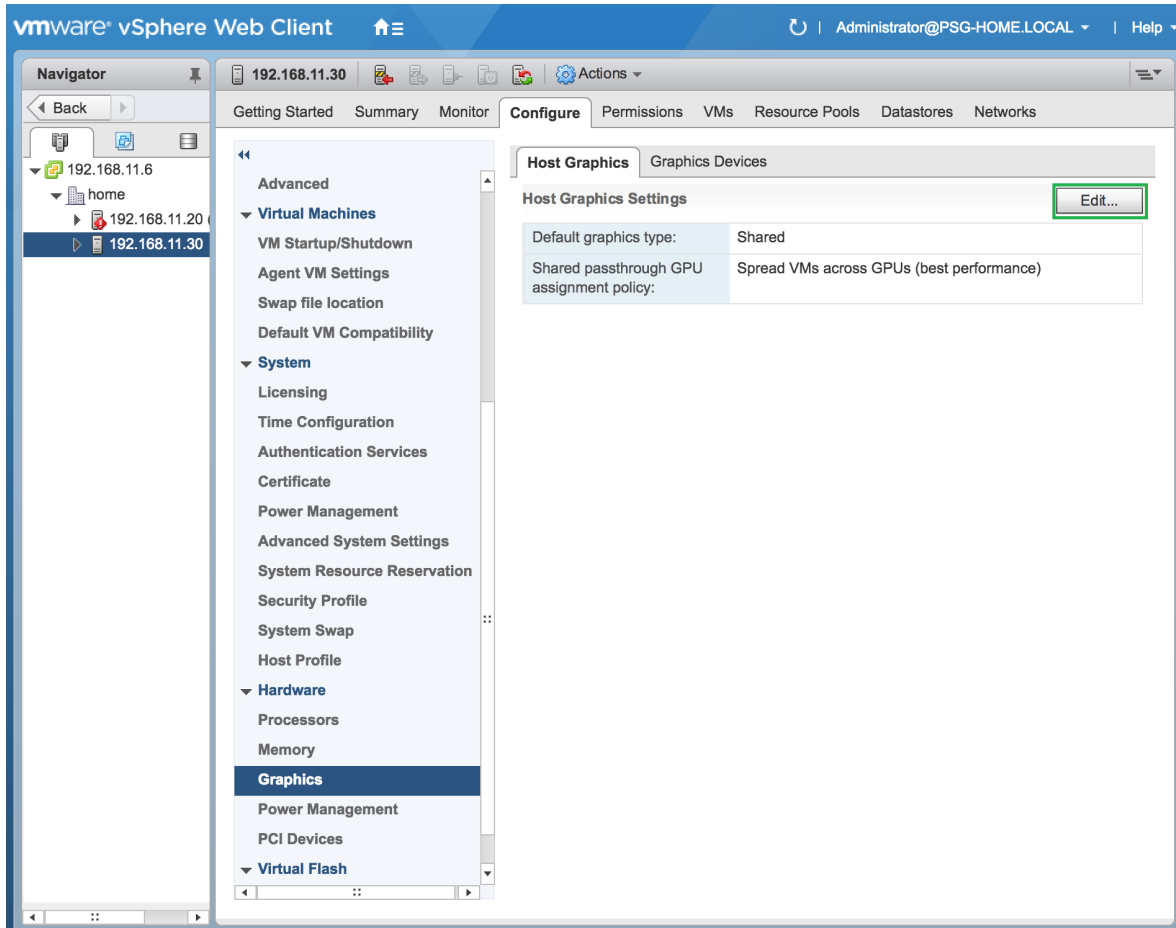 vmware® vSphere Web Client
Administrator@PSG-HOME.LOCAL
Help
Navigator
Back
192.168.11.6
home
192.168.11.20 (
192.168.11.30
192.168.11.30
Actions
Getting Started Summary Monitor Configure Permissions VMs Resource Pools Datastores Networks
Advanced
Virtual Machines
VM Startup/Shutdown
Agent VM Settings
Swap file location
Default VM Compatibility
System
Licensing
Time Configuration
Authentication Services
Certificate
Power Management
Advanced System Settings
System Resource Reservation
Security Profile
System Swap
Host Profile
Hardware
Processors
Memory
Graphics
Power Management
PCI Devices
Virtual Flash
Host Graphics Graphics Devices
Host Graphics Settings
Edit...
Default graphics type: Shared
Shared passthrough GPU Spread VMs across GPUs (best performance)
assignment policy: